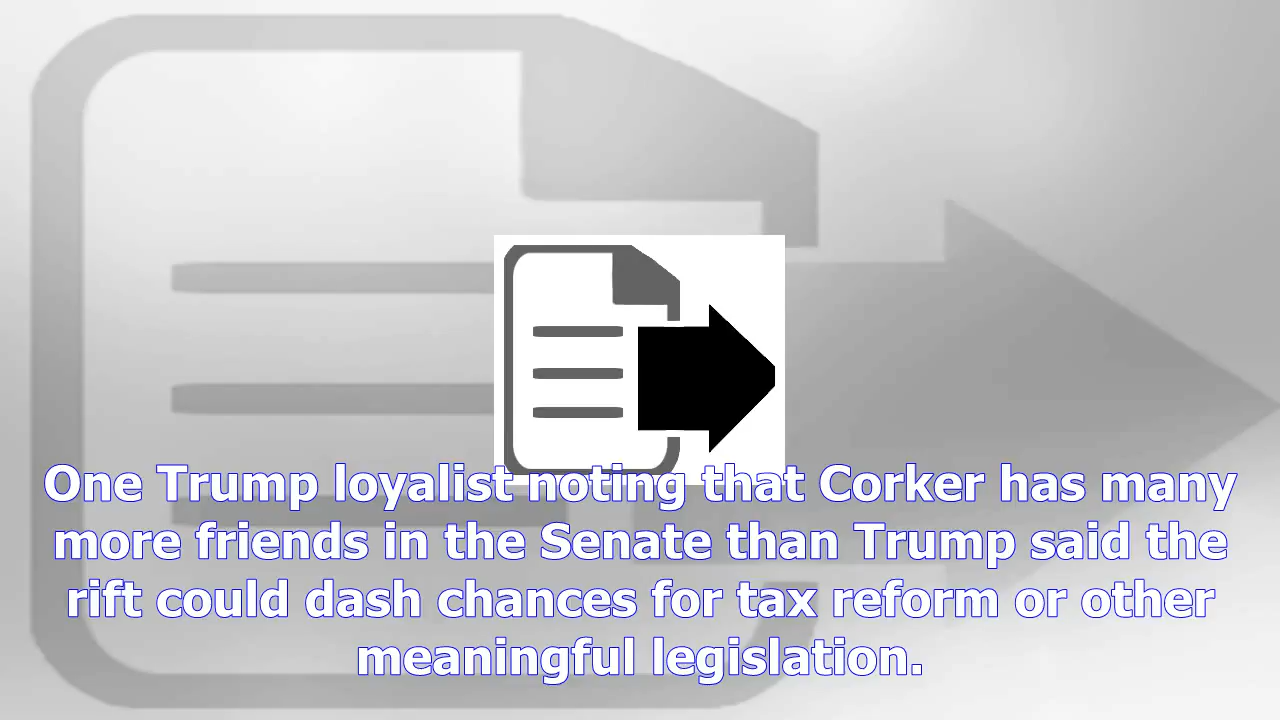 One Trump loyalist noting that Corker has many
more friends in the Senate than Trump said the
rift could dash chances for tax reform or other
meaningful legislation.